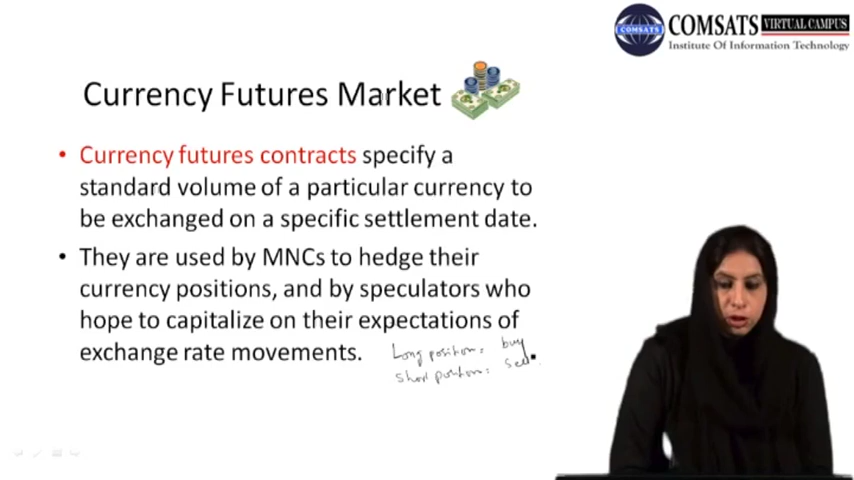 COMSATS VIRTUAL CAMPUS
COMSATS
Institute Of Information Technology
Currency Futures Market
• Currency futures contracts specify a
standard volume of a particular currency to
be exchanged on a specific settlement date.
• They are used by MNCs to hedge their
currency positions, and by speculators who
hope to capitalize on their expectations of
exchange rate movements.
Long position: buy
Short position: sell